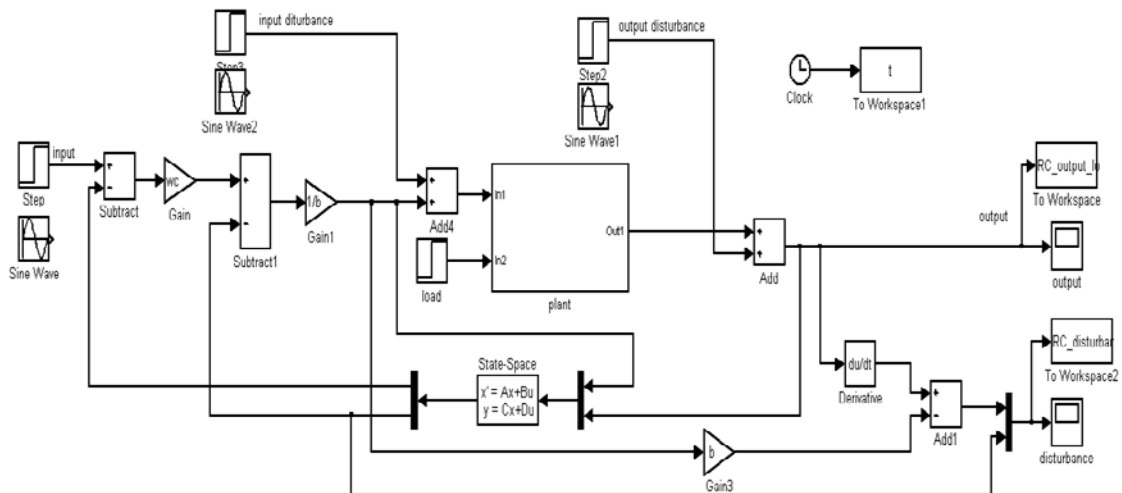 input diturbance
Step3
Sine Wave2
output disturbance
Step2
Sine Wave1
Clock
t
To Workspace1
input
Step
Sine Wave
Subtract
wc
Gain
Subtract1
1/b
Gain1
Add4
load
In1
In2
Out1
plant
Add
output
RC_output_lo
To Workspace
output
State-Space
x' = Ax+Bu
y = Cx+Du
du/dt
Derivative
Add1
b
Gain3
RC_disturbar
To Workspace2
disturbance